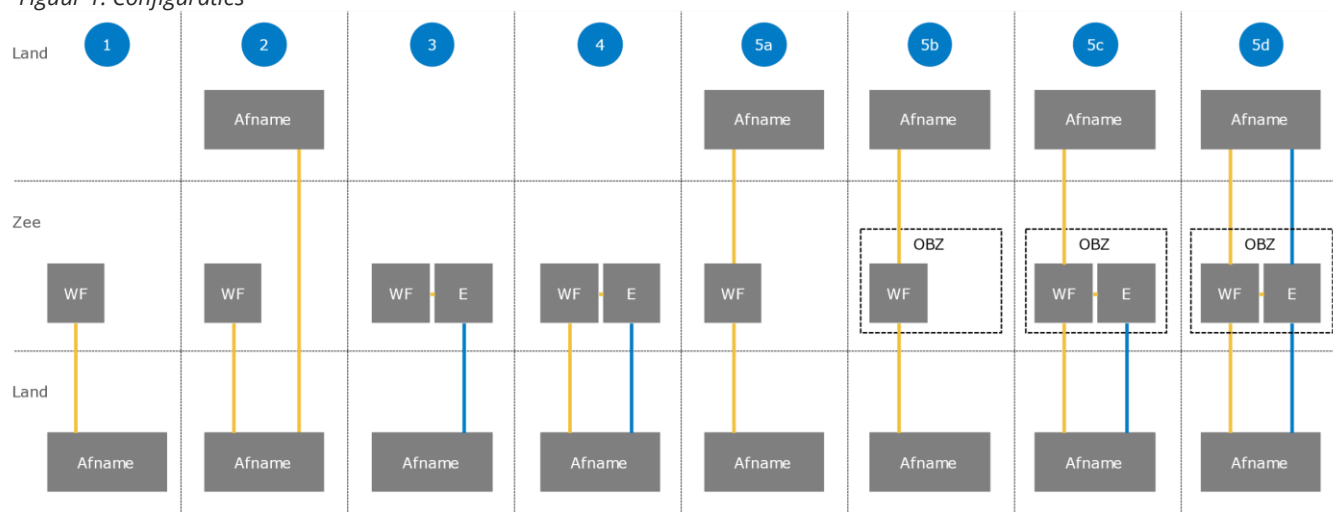 Figuur 1: Configuraties
Land 1 2 3 4 5a 5b 5c 5d
Afname Afname Afname Afname Afname
Zee
OBZ OBZ OBZ
WF WF WF E WF E WF WF WF E WF E
Land
Afname Afname Afname Afname Afname Afname Afname Afname